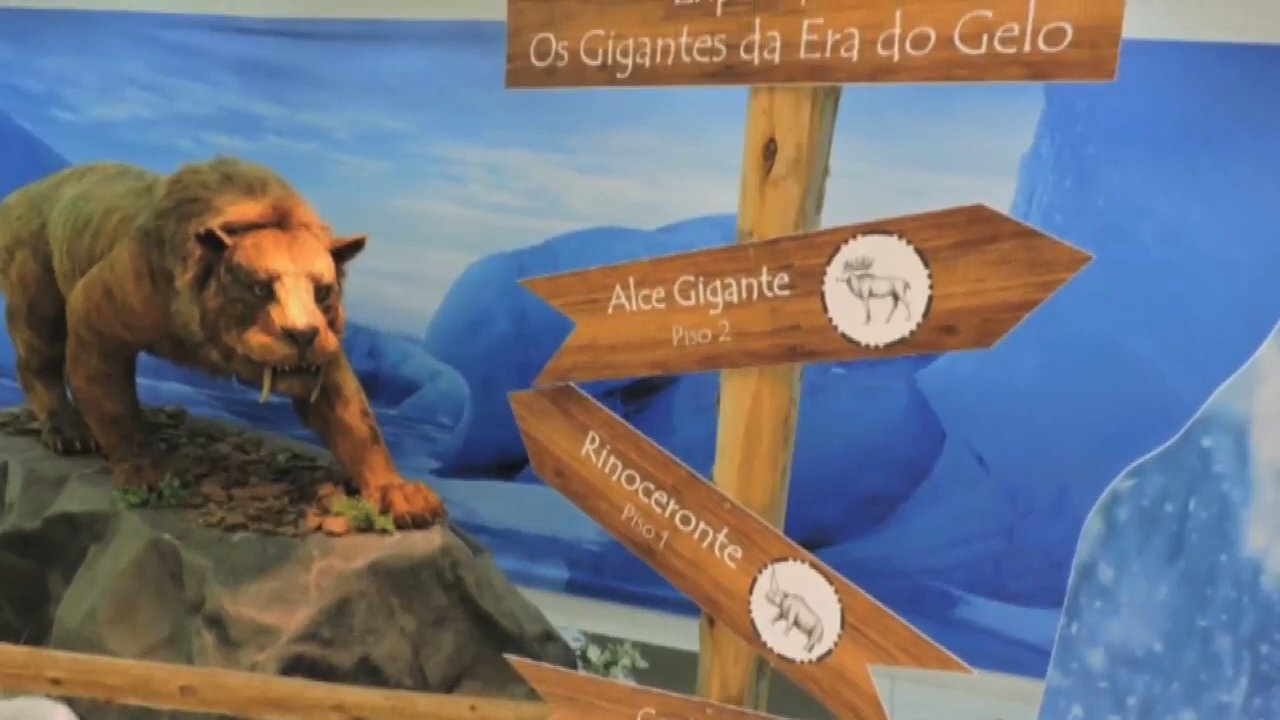 Os Gigantes da Era do Gelo
Alce Gigante
Piso 2
Rinoceronte
Piso 1